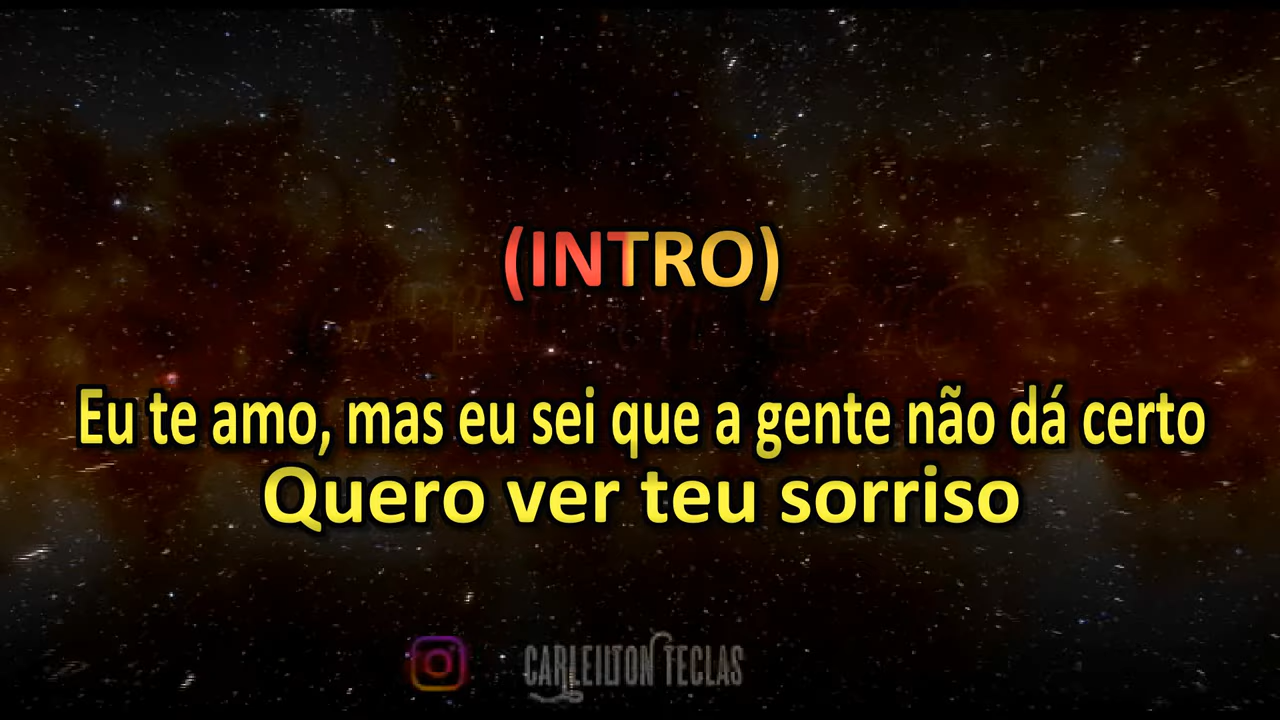 (INTRO)
Eu te amo, mas eu sei que a gente não dá certo
Quero ver teu sorriso
CARLEILTON TECLAS